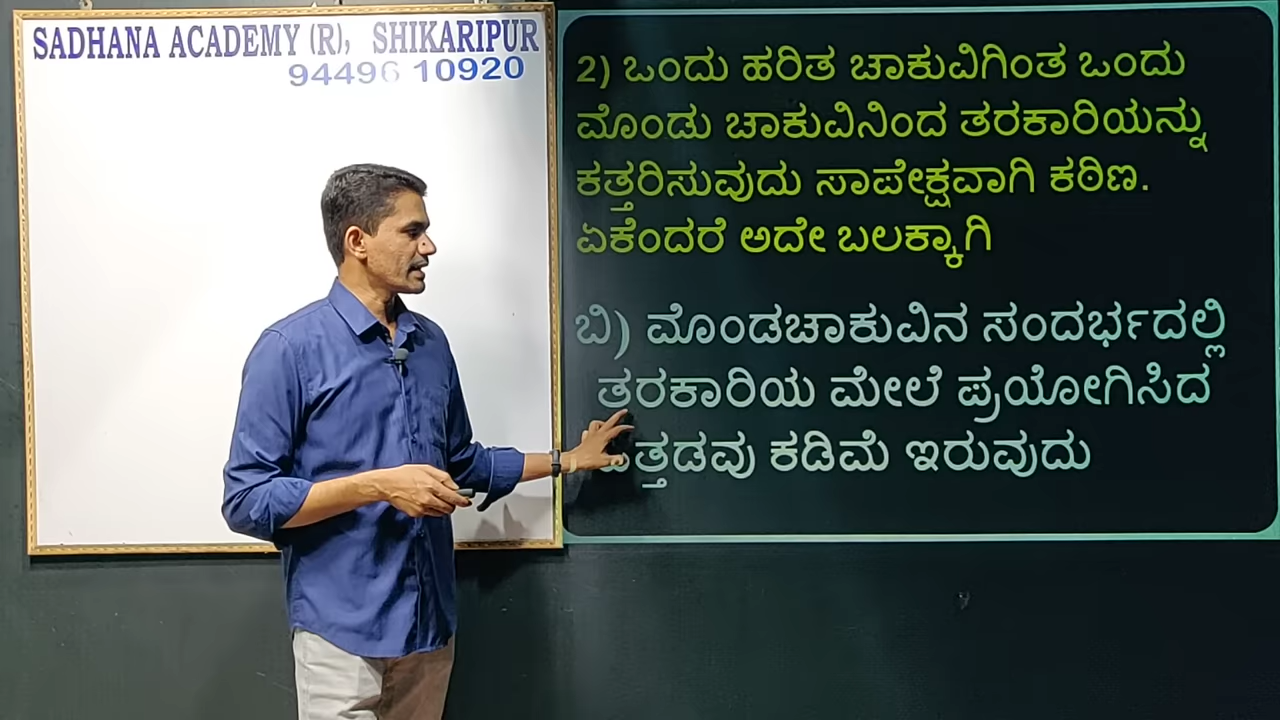 SADHANA ACADEMY (R), SHIKARIPUR
94496 10920
2) ಒಂದು ಹರಿತ ಚಾಕುವಿಗಿಂತ ಒಂದು
ಮೊಂಡು ಚಾಕುವಿನಿಂದ ತರಕಾರಿಯನ್ನು
ಕತ್ತರಿಸುವುದು ಸಾಪೇಕ್ಷವಾಗಿ ಕಠಿಣ.
ಏಕೆಂದರೆ ಅದೇ ಬಲಕ್ಕಾಗಿ
ಬಿ) ಮೊಂಡಚಾಕುವಿನ ಸಂದರ್ಭದಲ್ಲಿ
ತರಕಾರಿಯ ಮೇಲೆ ಪ್ರಯೋಗಿಸಿದ
ಒತ್ತಡವು ಕಡಿಮೆ ಇರುವುದು